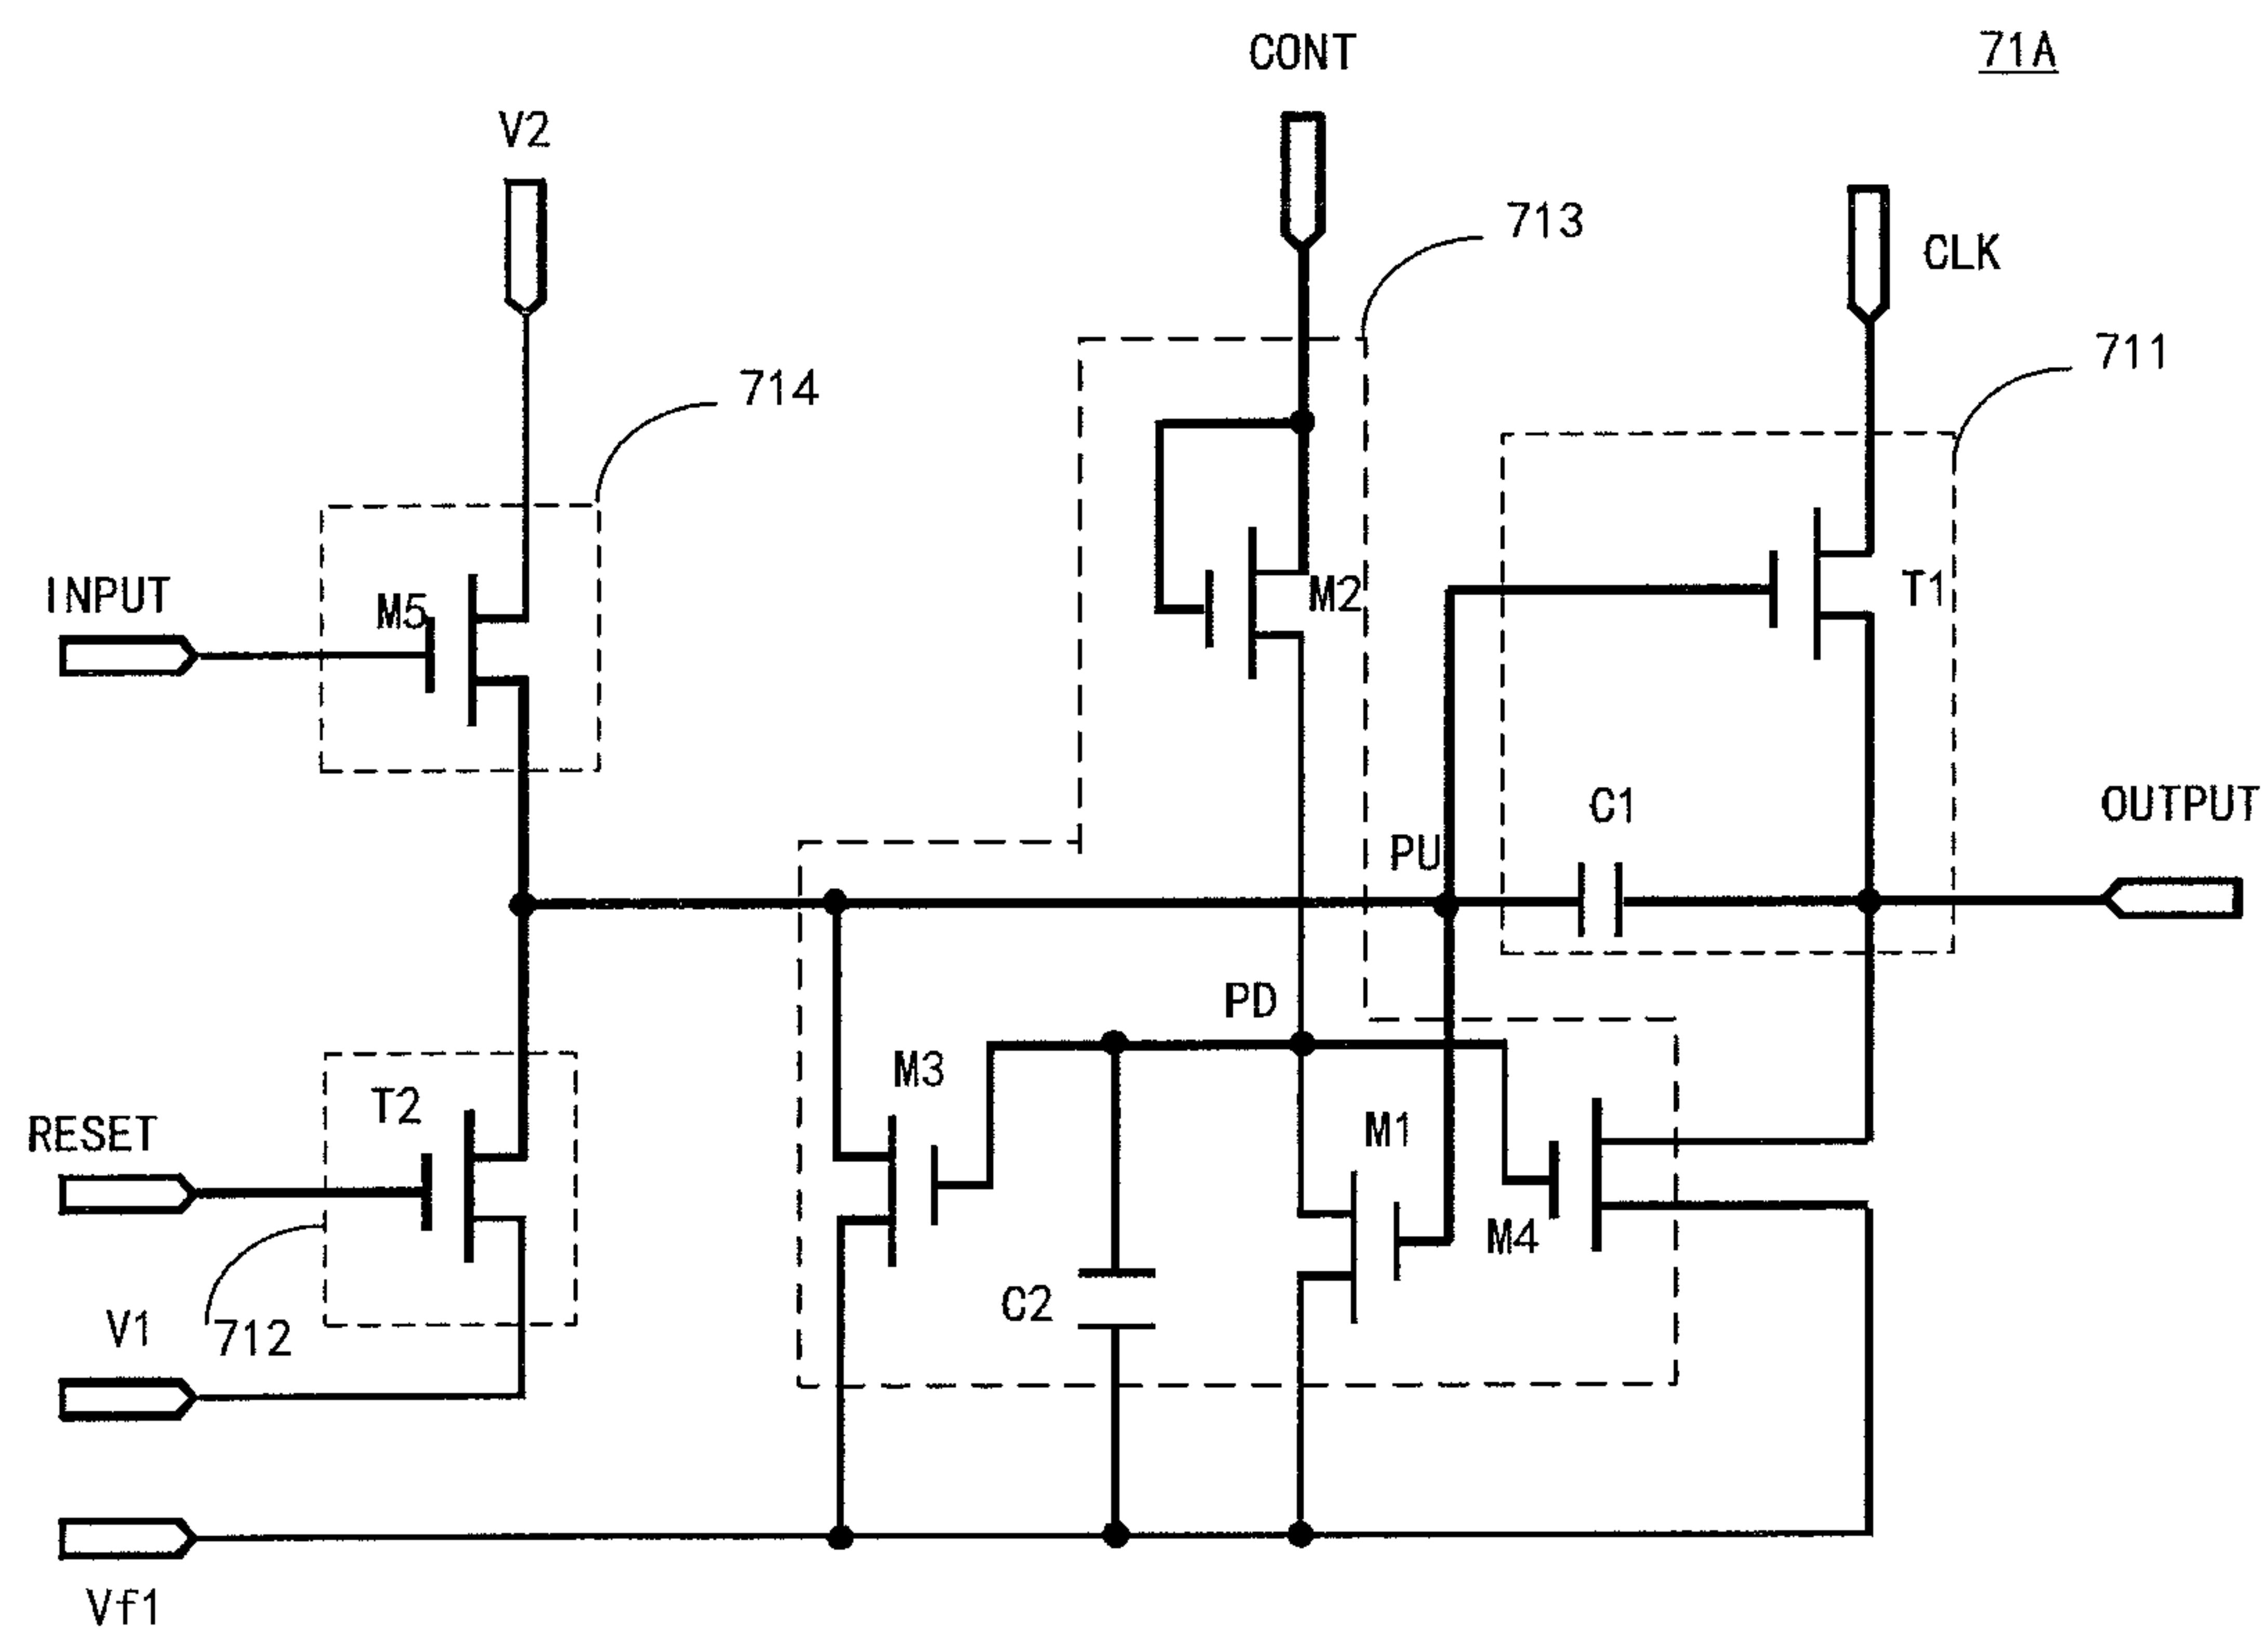 CONT
71A
V2
713
CLK
711
714
INPUT
M5
M2
T1
C1
OUTPUT
PU
PD
M3
T2
M1
RESET
M4
C2
V1
712
Vf1